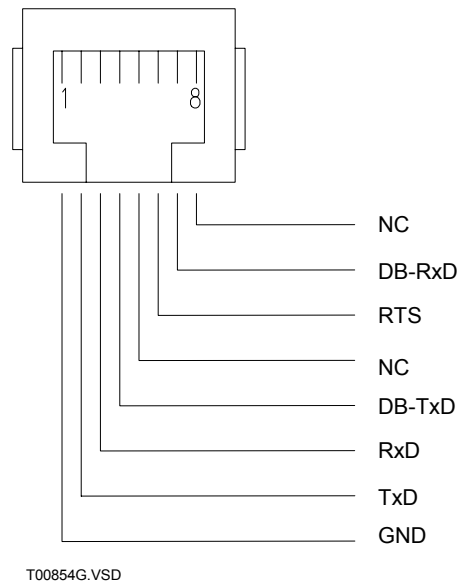 1 8
NC
DB-RxD
RTS
NC
DB-TxD
RxD
TxD
GND
T00854G.VSD